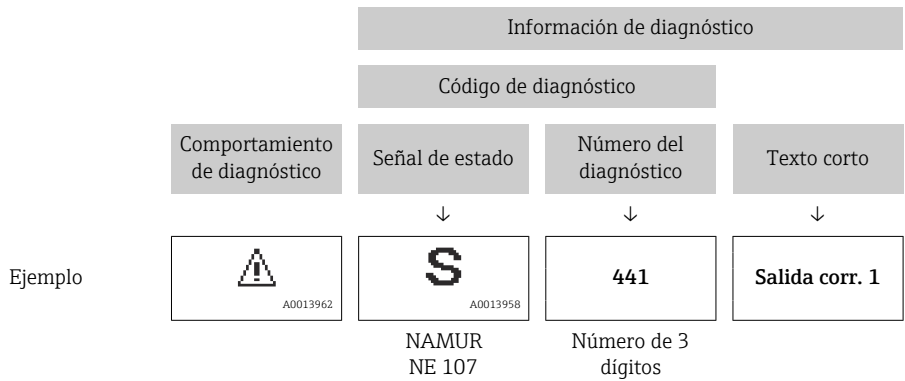 Información de diagnóstico
Código de diagnóstico
Comportamiento
de diagnóstico
Señal de estado
Número del
diagnóstico
Texto corto
↓ ↓ ↓
Ejemplo
A0013962
S
A0013958
441
Salida corr. 1
NAMUR
NE 107
Número de 3
dígitos